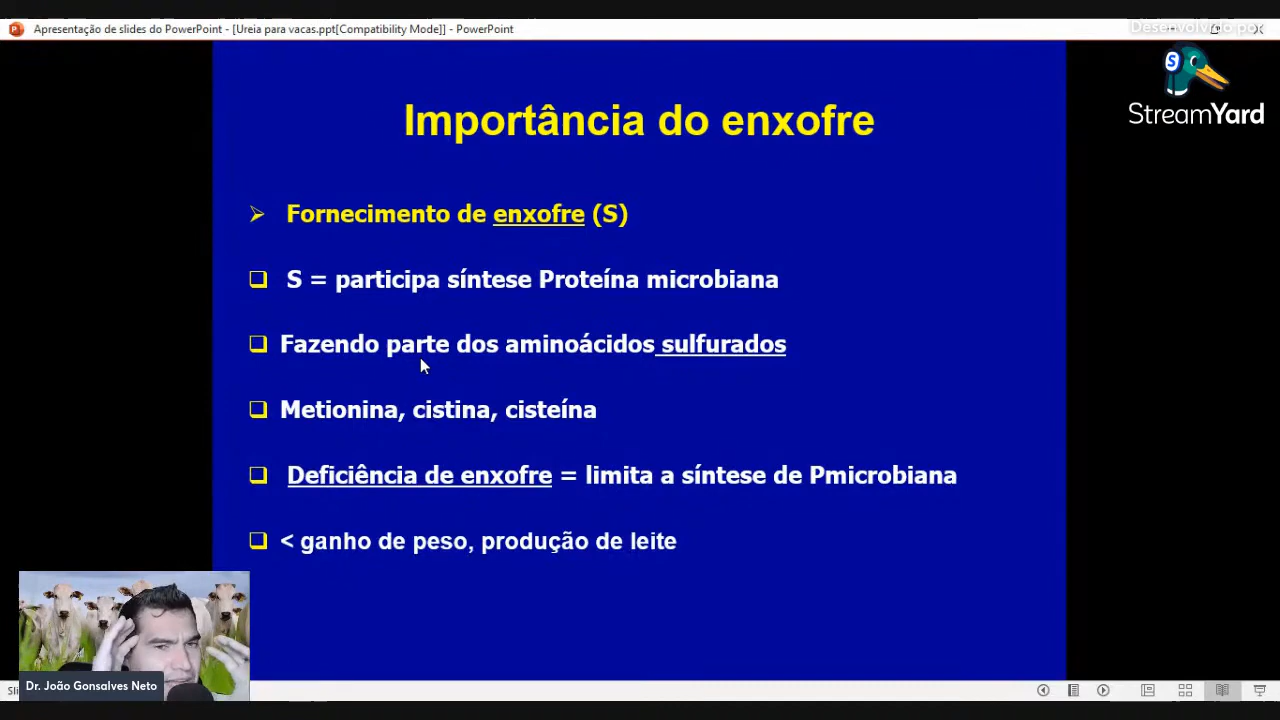 Apresentação de slides do PowerPoint - [Ureia para vacas.ppt[Compatibility Mode]] - PowerPoint
Desenvolvido por
S
StreamYard
Importância do enxofre
Fornecimento de enxofre (S)
S = participa síntese Proteína microbiana
Fazendo parte dos aminoácidos sulfurados
Metionina, cistina, cisteína
Deficiência de enxofre = limita a síntese de Pmicrobiana
< ganho de peso, produção de leite
Dr. João Gonsalves Neto